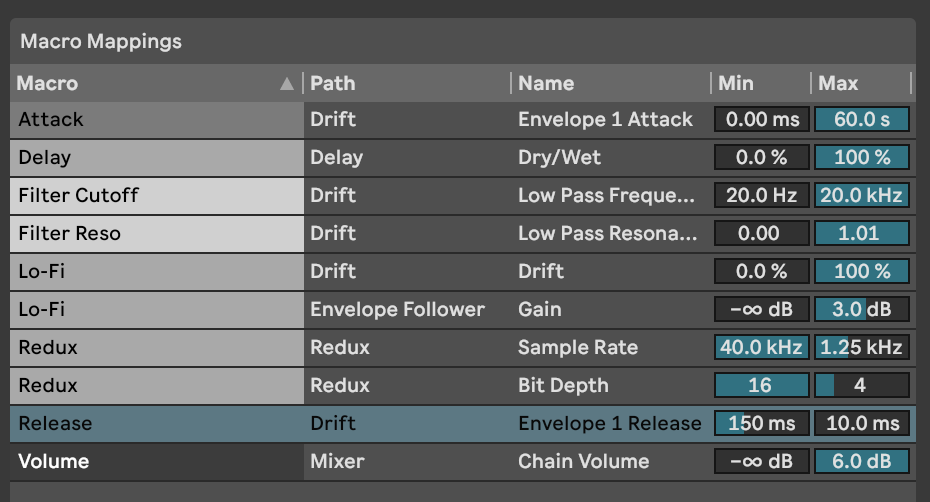 Macro Mappings
Macro Path Name Min Max
Attack Drift Envelope 1 Attack 0.00 ms 60.0 s
Delay Delay Dry/Wet 0.0 % 100 %
Filter Cutoff Drift Low Pass Freque... 20.0 Hz 20.0 kHz
Filter Reso Drift Low Pass Resona... 0.00 1.01
Lo-Fi Drift Drift 0.0 % 100 %
Lo-Fi Envelope Follower Gain -∞ dB 3.0 dB
Redux Redux Sample Rate 40.0 kHz 1.25 kHz
Redux Redux Bit Depth 16 4
Release Drift Envelope 1 Release 150 ms 10.0 ms
Volume Mixer Chain Volume -∞ dB 6.0 dB